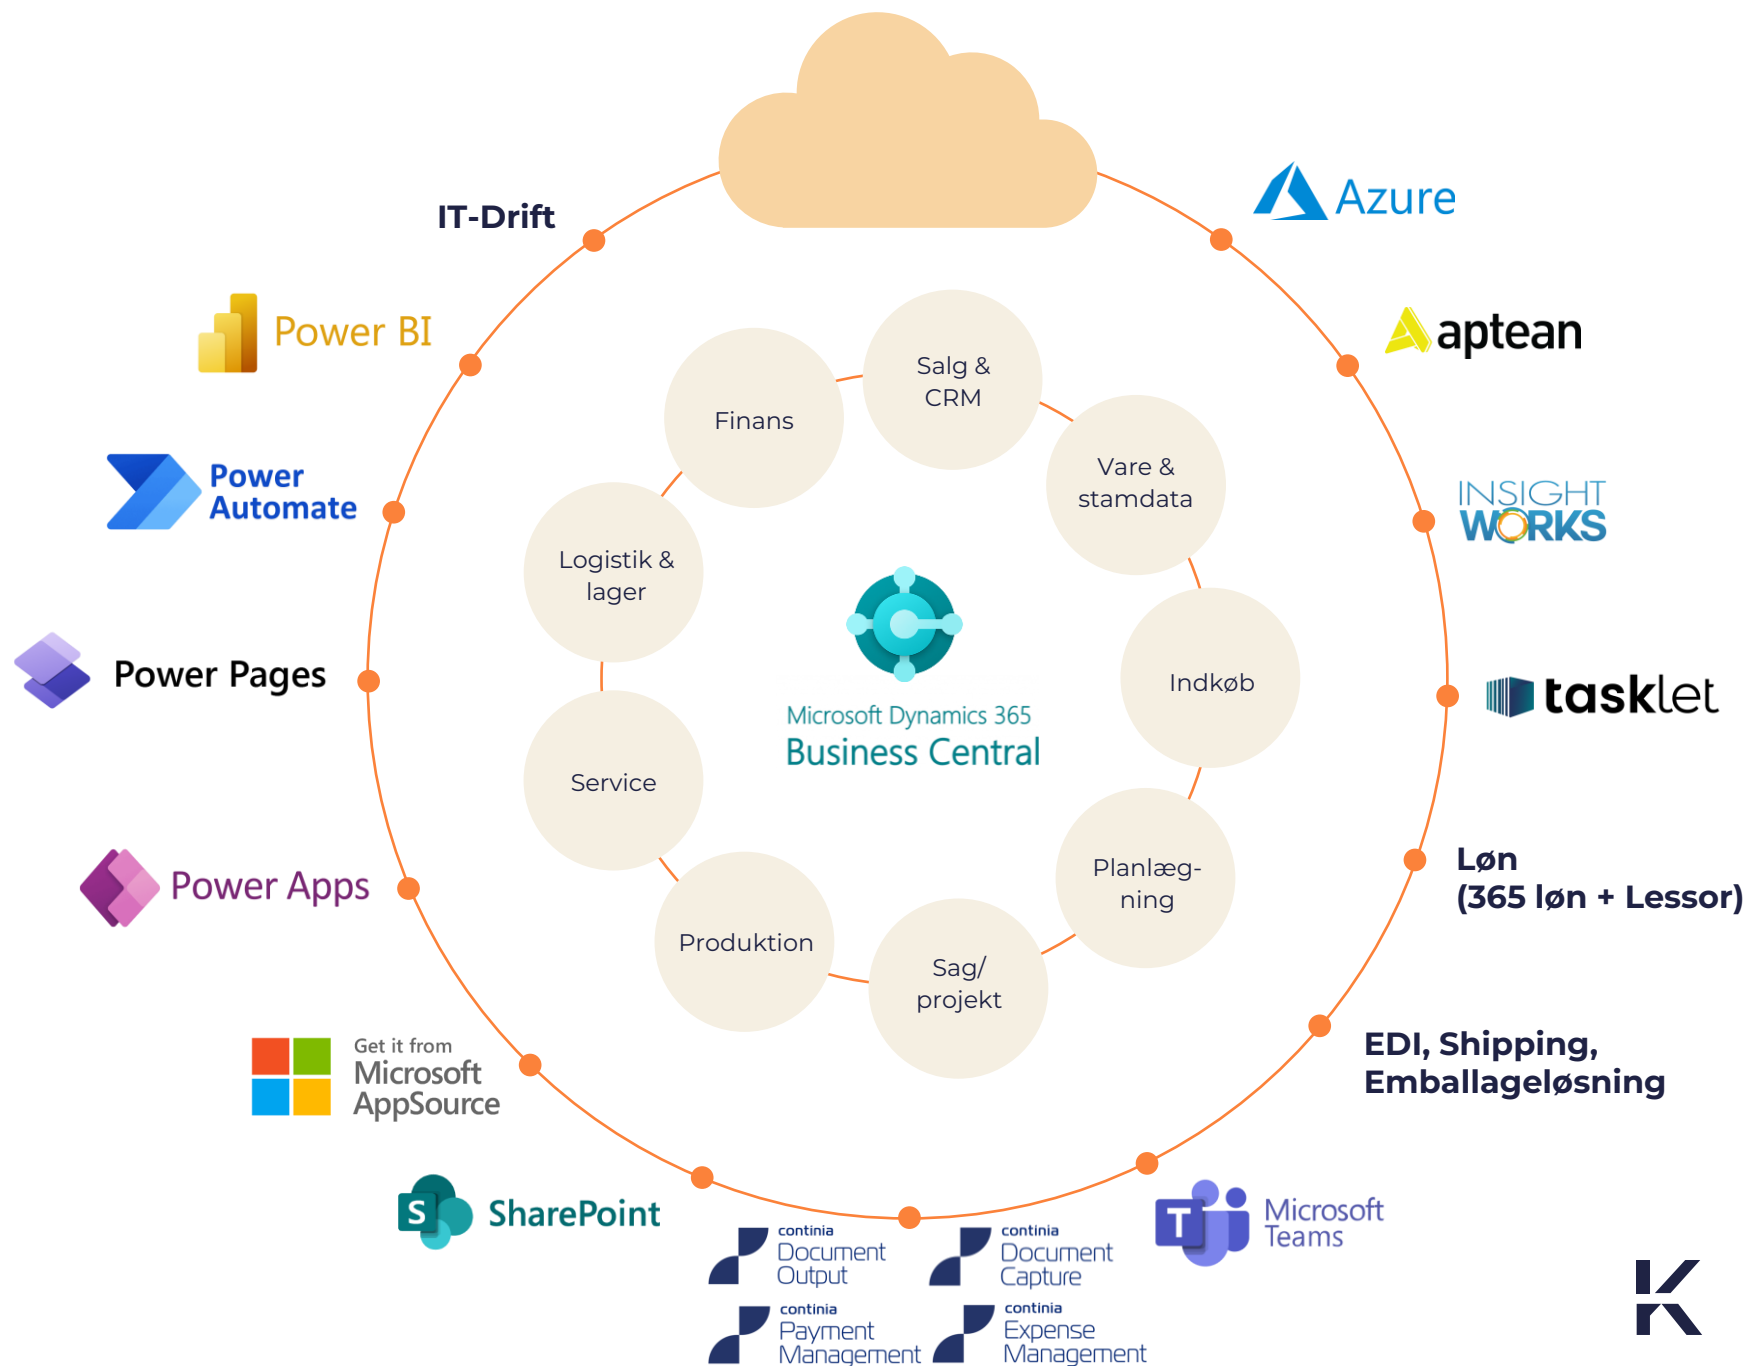 IT-Drift
Azure
Power BI
aptean
Power
Automate
INSIGHT
WORKS
Power Pages
tasklet
Power Apps
Løn
(365 løn + Lessor)
Get it from
Microsoft
AppSource
EDI, Shipping,
Emballageløsning
S
SharePoint
T
Microsoft
Teams
continia
Document
Output
continia
Document
Capture
continia
Payment
Management
continia
Expense
Management
Finans
Salg &
CRM
Vare &
stamdata
Logistik &
lager
Indkøb
Service
Planlæg-
ning
Produktion
Sag/
projekt
Microsoft Dynamics 365
Business Central
K